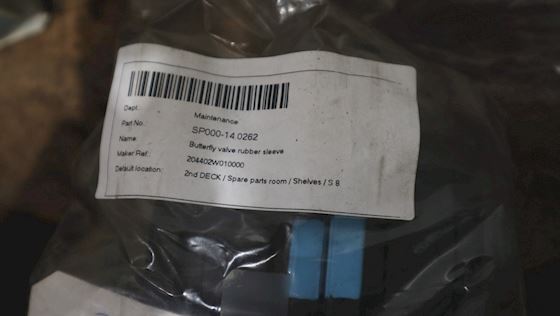 Dept.: Maintenance
Part No.: SP000-14.0262
Name: Butterfly valve rubber sleeve
Maker Ref.: 204402W010000
Default location: 2nd DECK / Spare parts room / Shelves / S 8